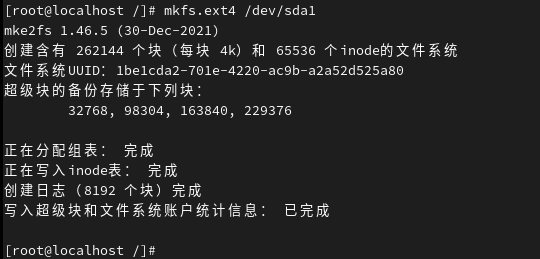 [root@localhost /]# mkfs.ext4 /dev/sda1
mke2fs 1.46.5 (30-Dec-2021)
创建含有 262144 个块（每块 4k）和 65536 个inode的文件系统
文件系统UUID：1be1cda2-701e-4220-ac9b-a2a52d525a80
超级块的备份存储于下列块：
32768, 98304, 163840, 229376
正在分配组表： 完成
正在写入inode表： 完成
创建日志（8192 个块）完成
写入超级块和文件系统账户统计信息： 已完成
[root@localhost /]#